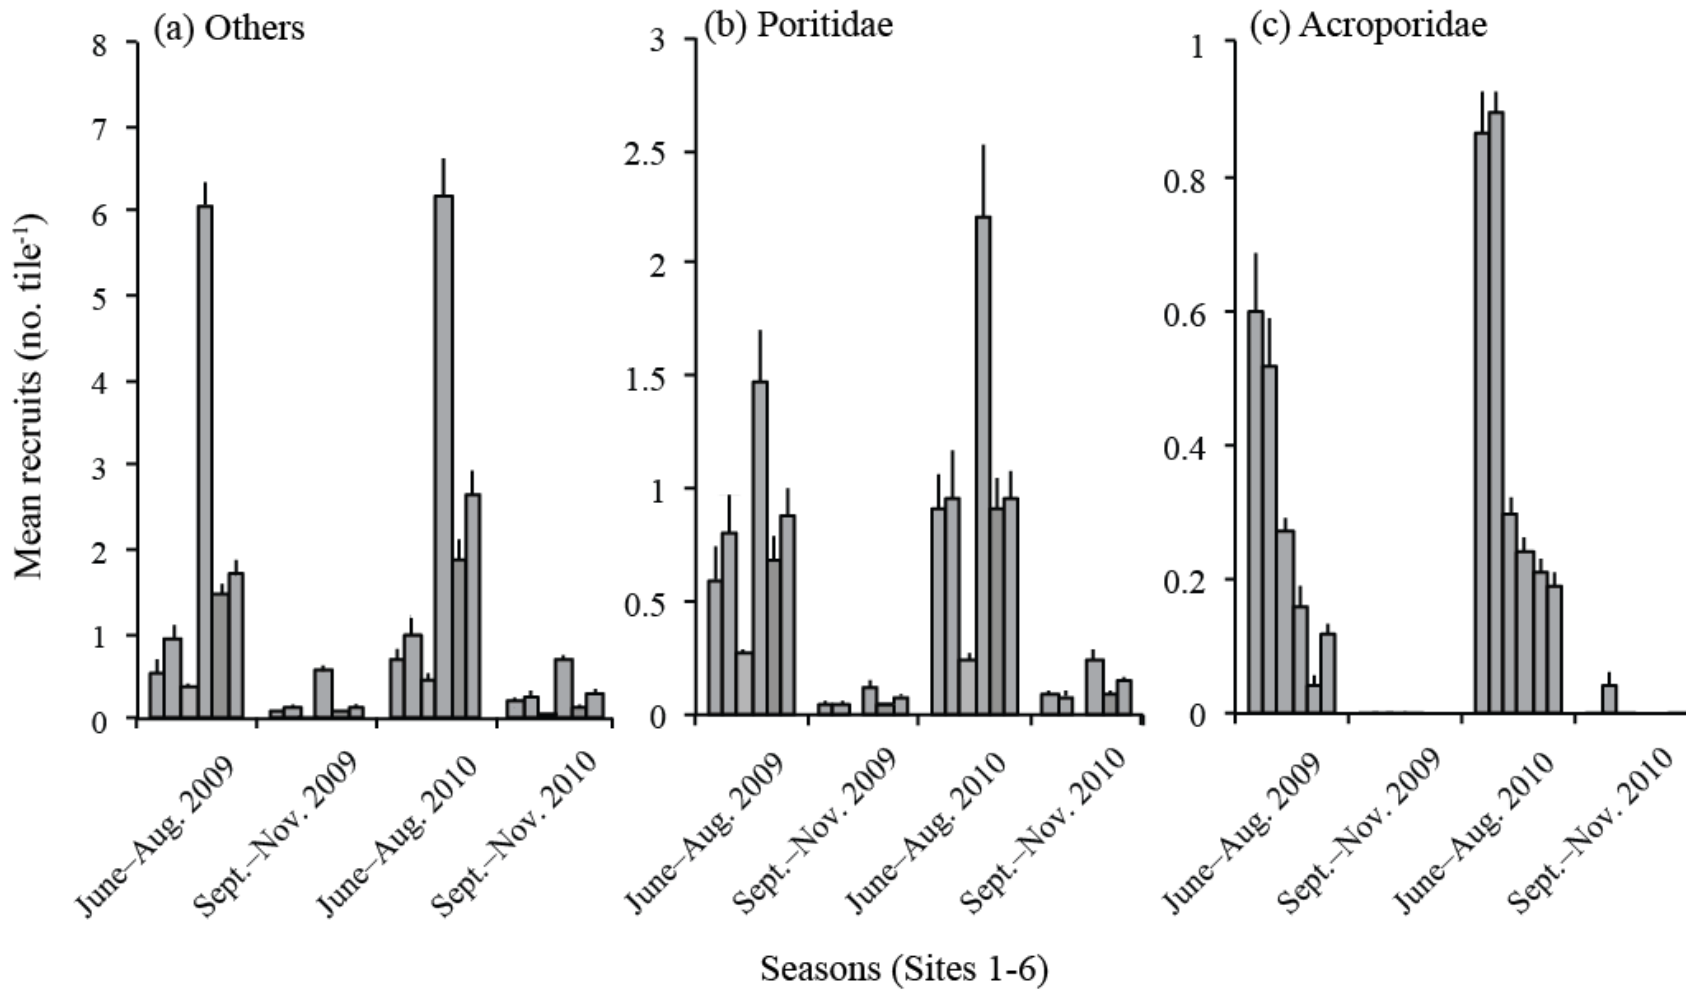 (a) Others
(b) Poritidae
(c) Acroporidae
Mean recruits (no. tile-1)
8
7
6
5
4
3
2
1
0
3
2.5
2
1.5
1
0.5
0
1
0.8
0.6
0.4
0.2
0
June–Aug. 2009
Sept.–Nov. 2009
June–Aug. 2010
Sept.–Nov. 2010
June–Aug. 2009
Sept.–Nov. 2009
June–Aug. 2010
Sept.–Nov. 2010
June–Aug. 2009
Sept.–Nov. 2009
June–Aug. 2010
Sept.–Nov. 2010
Seasons (Sites 1-6)